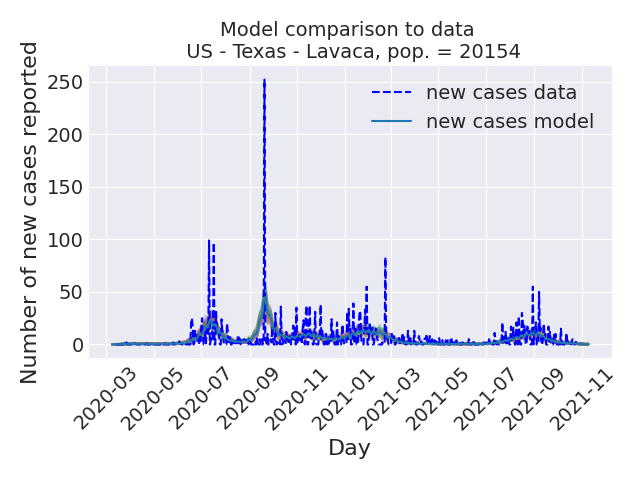 Model comparison to data
US - Texas - Lavaca, pop. = 20154
Number of new cases reported
250
200
150
100
50
0
new cases data
new cases model
2020-03
2020-05
2020-07
2020-09
2020-11
2021-01
2021-03
2021-05
2021-07
2021-09
2021-11
Day